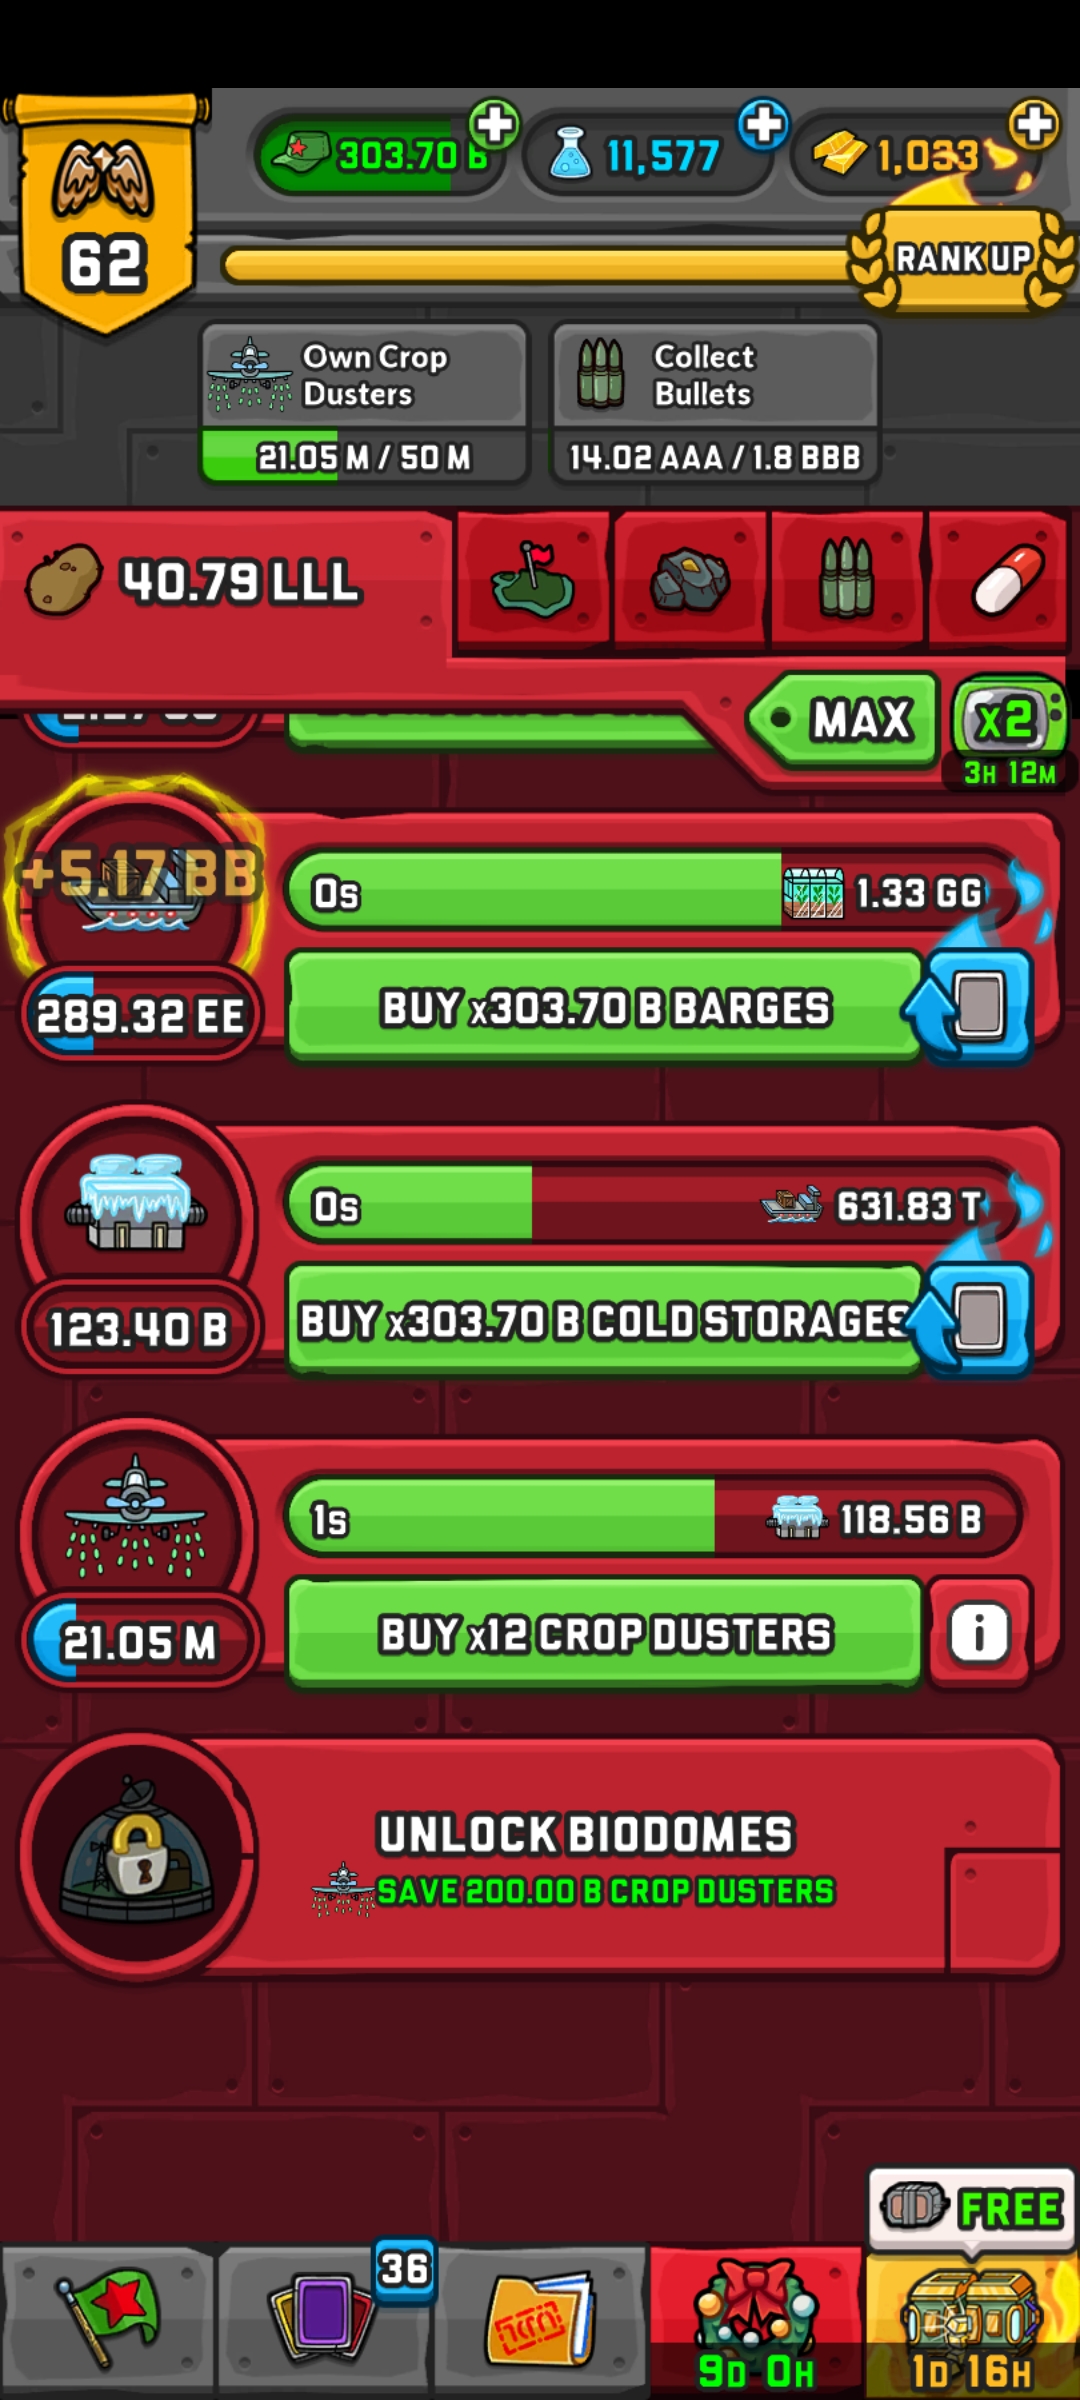 303.70 B
11,577
1,033
62
RANK UP
Own Crop
Dusters
21.05 M / 50 M
Collect
Bullets
14.02 AAA / 1.8 BBB
40.79 LLL
MAX
x2
3H 12M
+5.17 BB
0s
1.33 GG
289.32 EE
BUY x303.70 B BARGES
0s
631.83 T
123.40 B
BUY x303.70 B COLD STORAGES
1s
118.56 B
21.05 M
BUY x12 CROP DUSTERS
i
UNLOCK BIODOMES
SAVE 200.00 B CROP DUSTERS
FREE
36
9D 0H
1D 16H